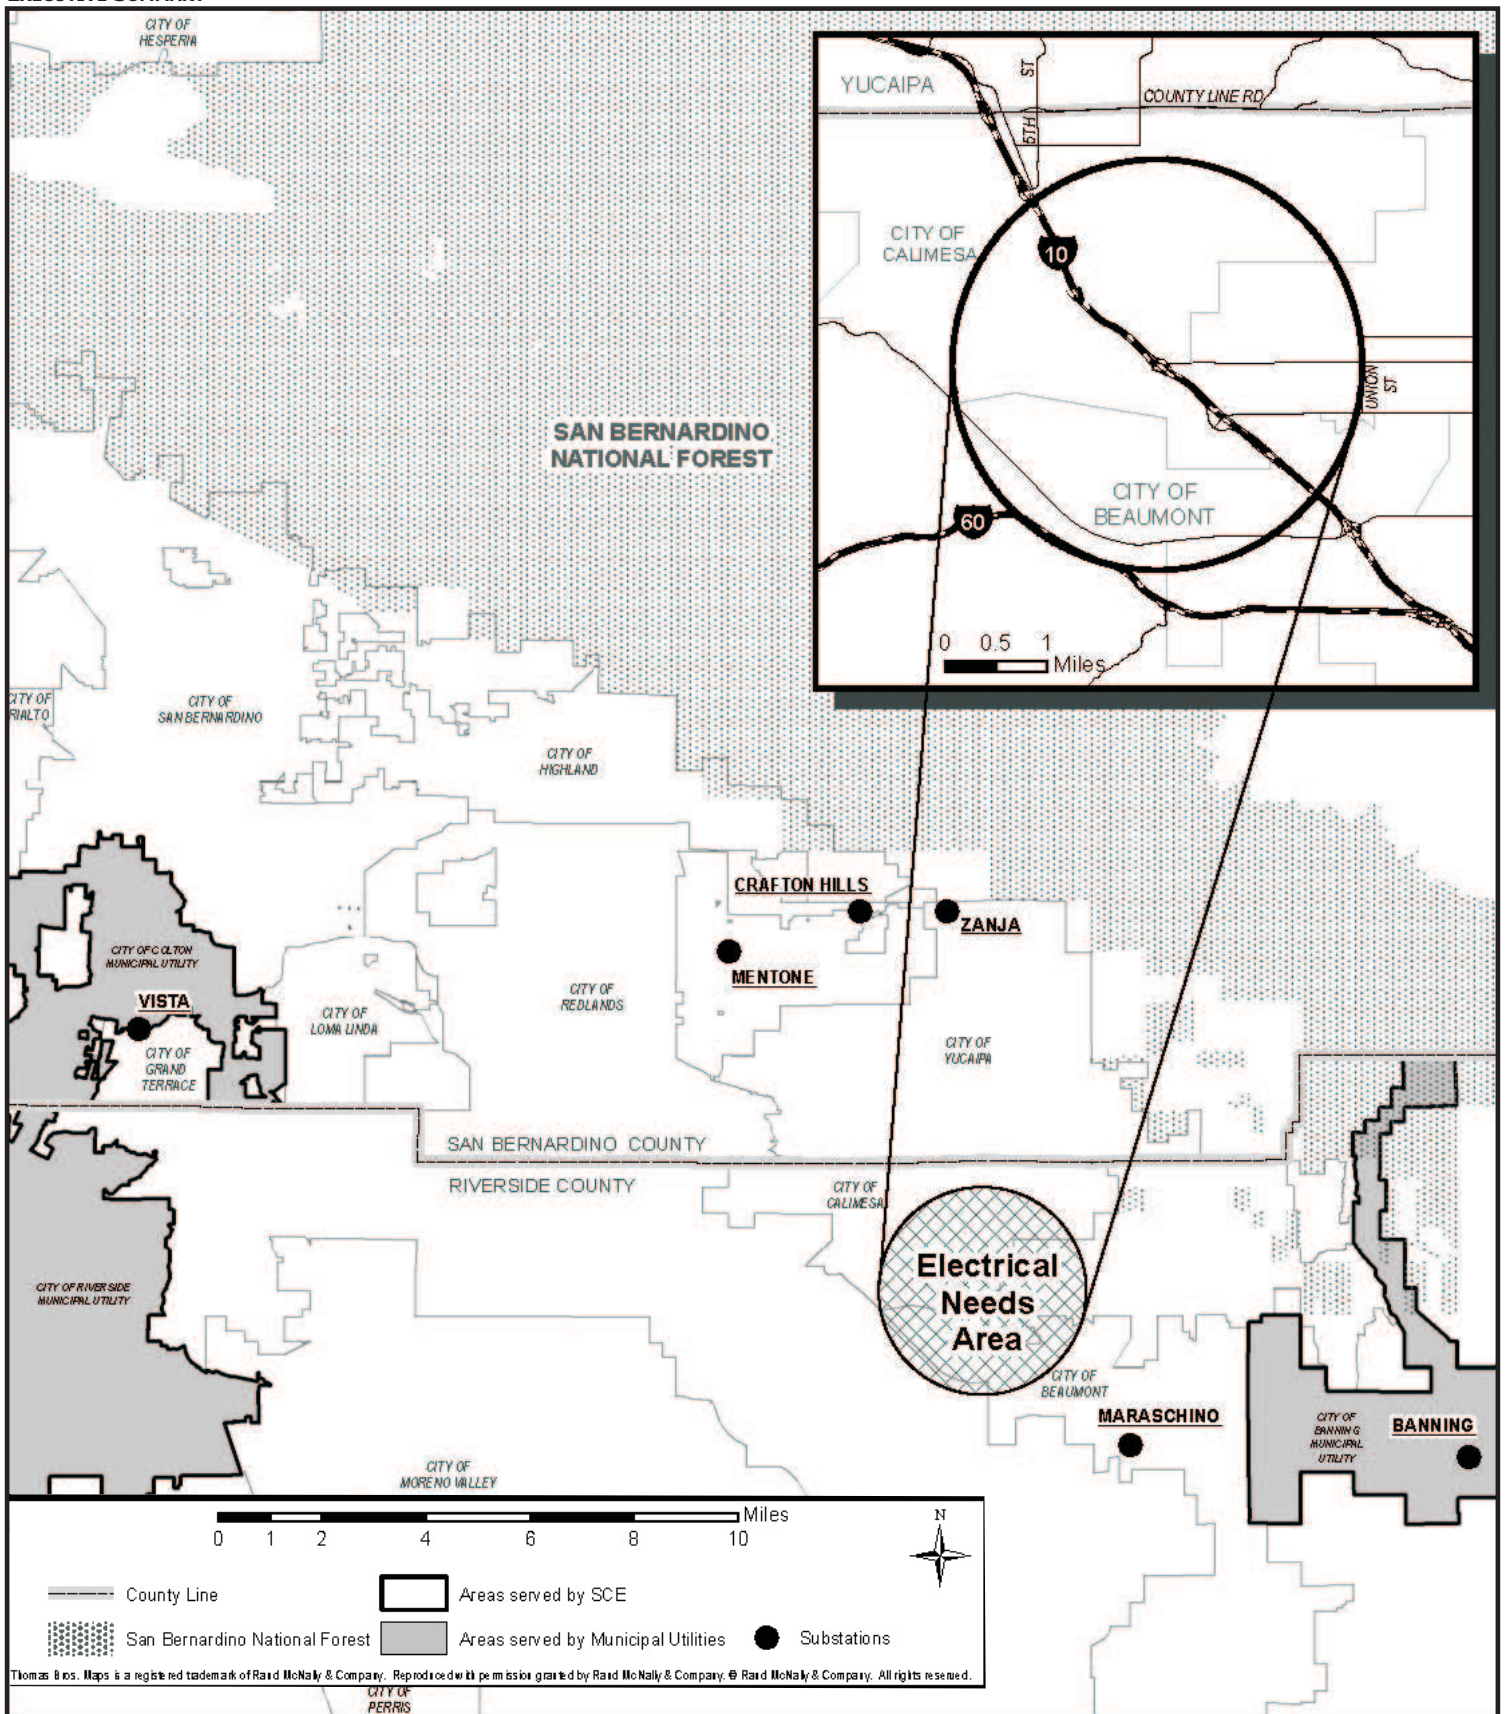 CITY OF
HESPERIA
YUCAIPA
5TH ST
COUNTY LINE RD
CITY OF
CALIMESA
10
UNION ST
CITY OF
BEAUMONT
60
0 0.5 1
Miles
SAN BERNARDINO
NATIONAL FOREST
CITY OF
RIALTO
CITY OF
SAN BERNARDINO
CITY OF
HIGHLAND
CRAFTON HILLS
ZANJA
MENTONE
CITY OF COLTON
MUNICIPAL UTILITY
VISTA
CITY OF
GRAND
TERRACE
CITY OF
LOMA LINDA
CITY OF
REDLANDS
CITY OF
YUCAIPA
SAN BERNARDINO COUNTY
RIVERSIDE COUNTY
CITY OF
CALIMESA
CITY OF RIVERSIDE
MUNICIPAL UTILITY
Electrical
Needs
Area
CITY OF
BEAUMONT
MARASCHINO
CITY OF
BANNING
MUNICIPAL
UTILITY
BANNING
CITY OF
MORENO VALLEY
Miles
0 1 2 4 6 8 10
N
County Line
Areas served by SCE
San Bernardino National Forest
Areas served by Municipal Utilities
Substations
Thomas Bros. Maps is a registered trademark of Rand McNally & Company. Reproduced with permission granted by Rand McNally & Company. © Rand McNally & Company. All rights reserved.
CITY OF
PERRIS